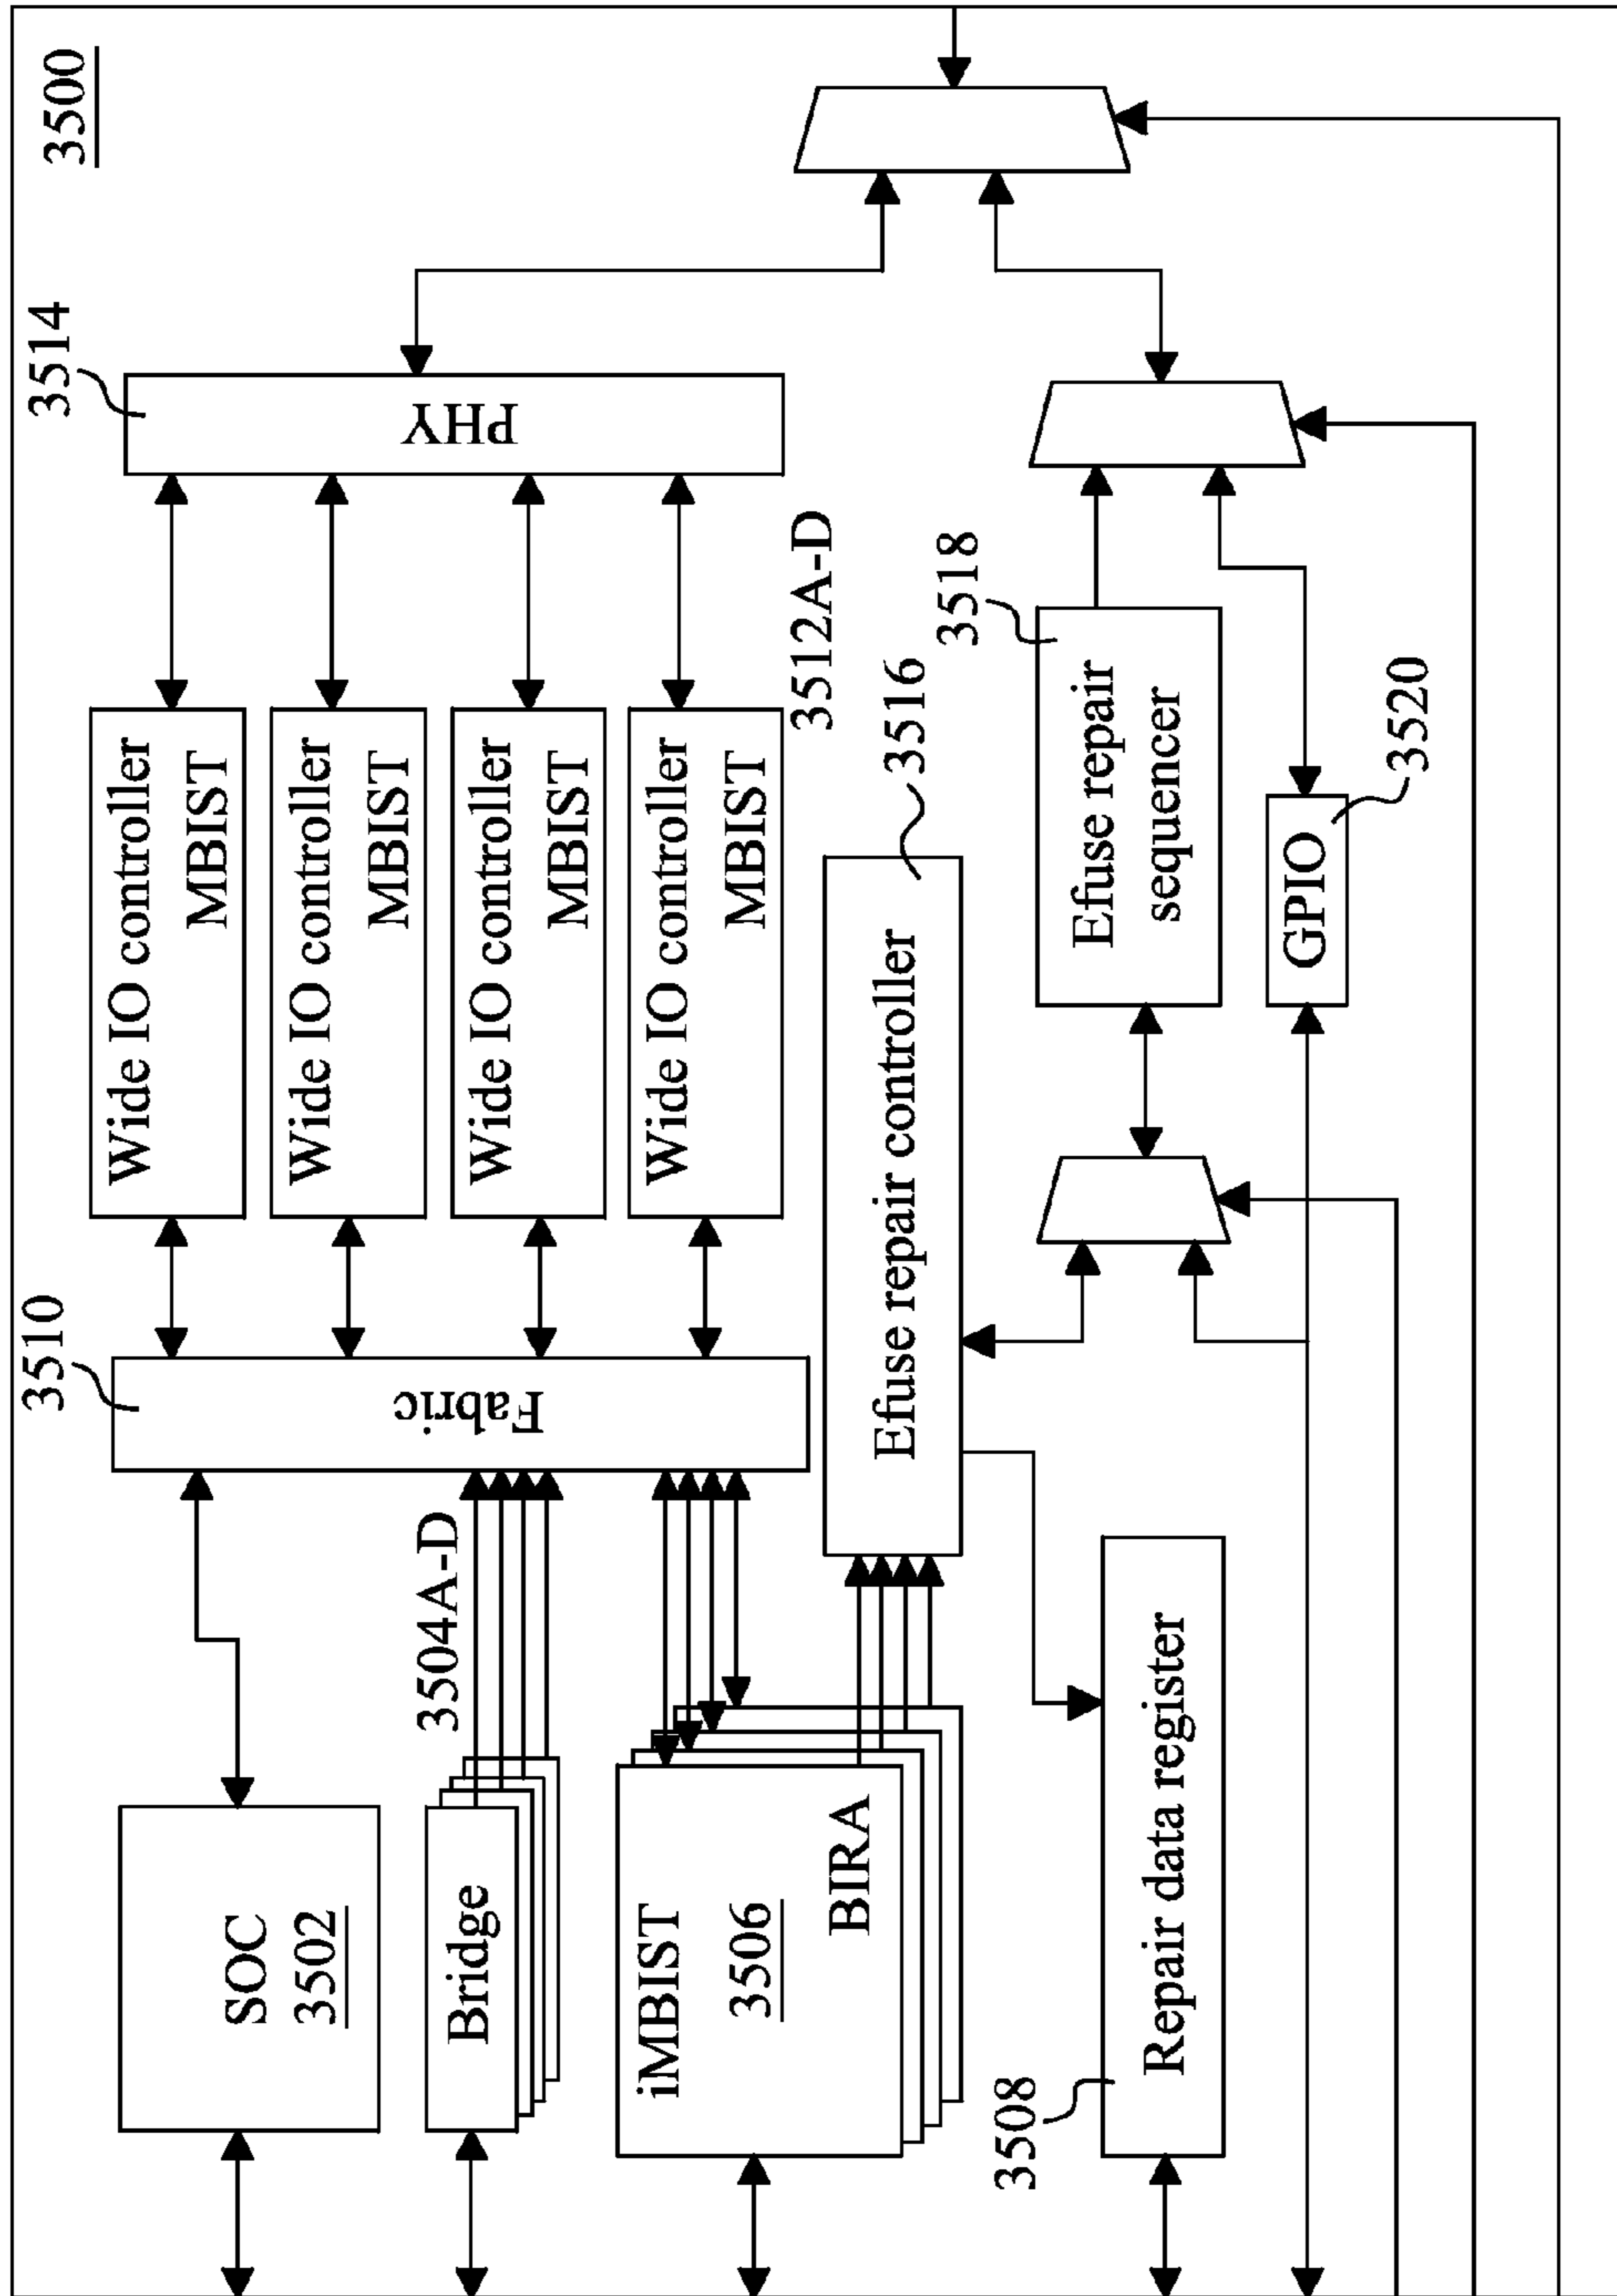 3500
SOC
3502
Bridge
3504A-D
iMBIST
3506
BIRA
Repair data register
3508
Fabric
3510
Wide IO controller
MBIST
Wide IO controller
MBIST
Wide IO controller
MBIST
Wide IO controller
MBIST
3512A-D
PHY
3514
Efuse repair controller
3516
Efuse repair
sequencer
3518
GPIO
3520